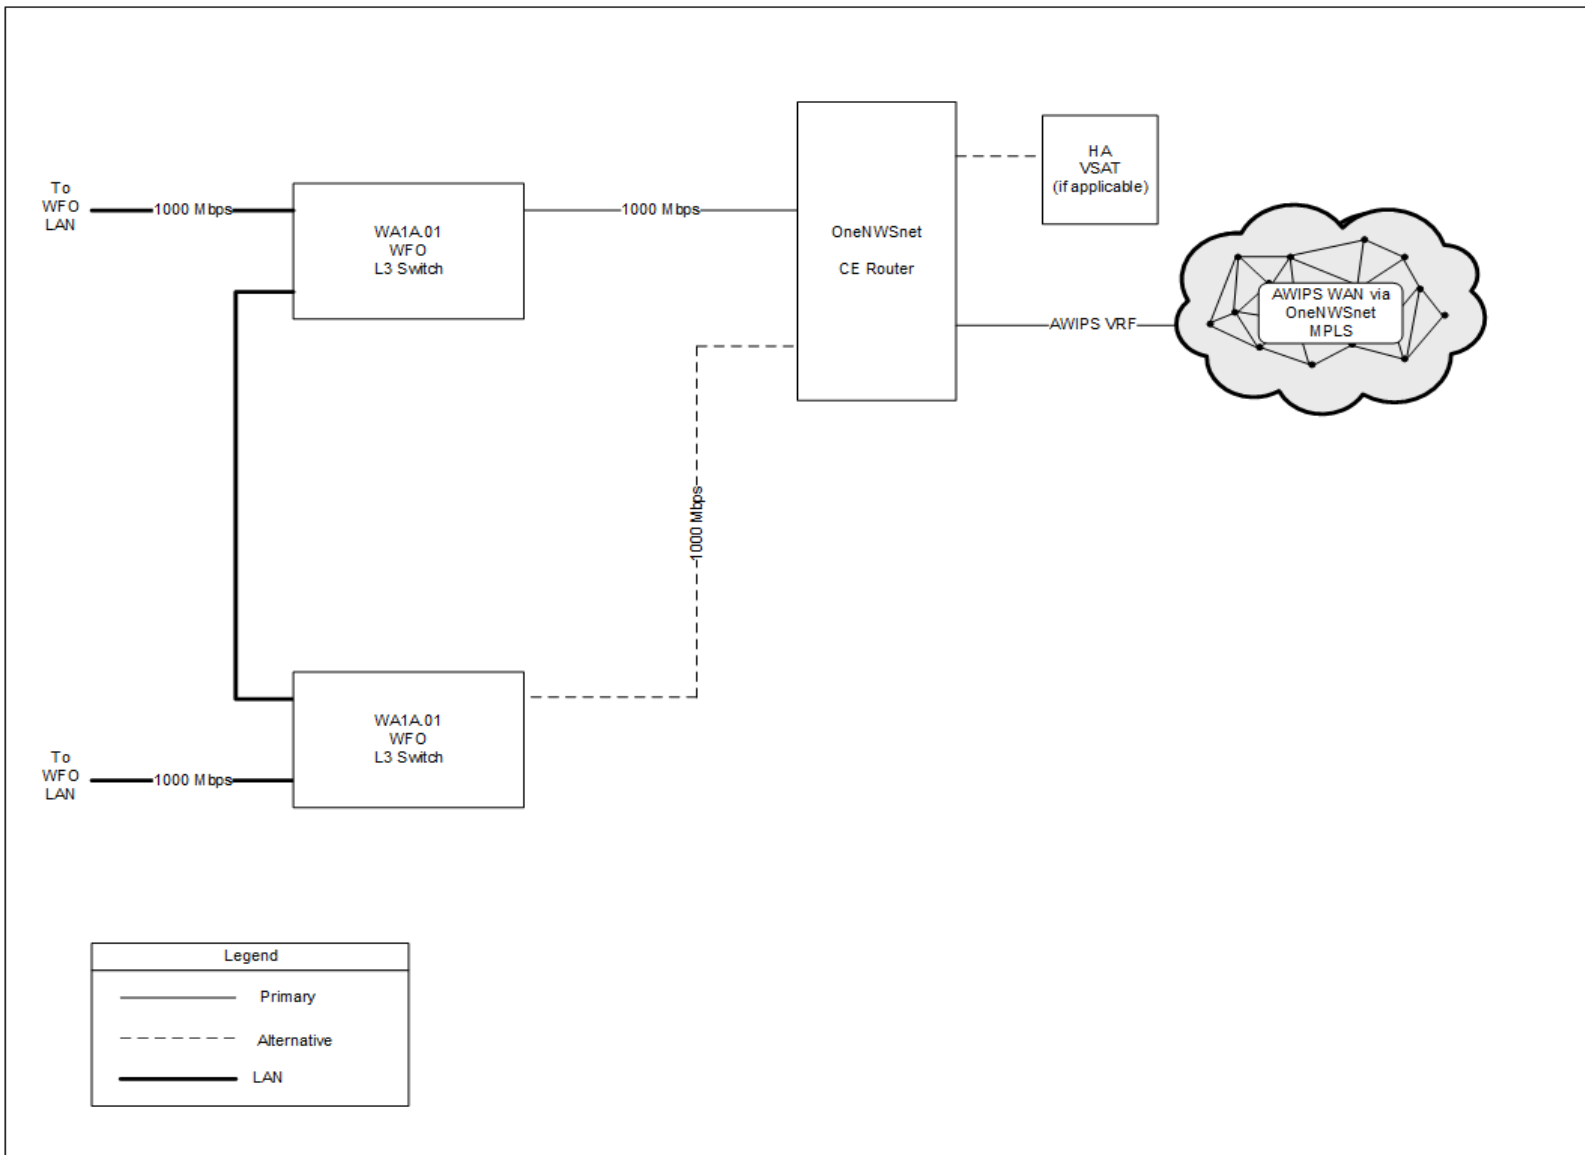 To
WFO
LAN
1000 Mbps
WA1A.01
WFO
L3 Switch
1000 Mbps
OneNWSnet
CE Router
HA
VSAT
(if applicable)
AWIPS VRF
AWIPS WAN via
OneNWSnet
MPLS
1000 Mbps
To
WFO
LAN
1000 Mbps
WA1A.01
WFO
L3 Switch
Legend
Primary
Alternative
LAN